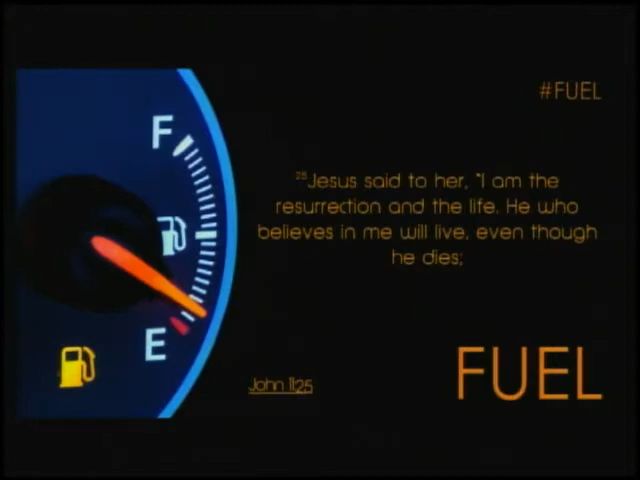 #FUEL
F
28Jesus said to her, "I am the
resurrection and the life. He who
believes in me will live, even though
he dies;
E
John 11:25
FUEL